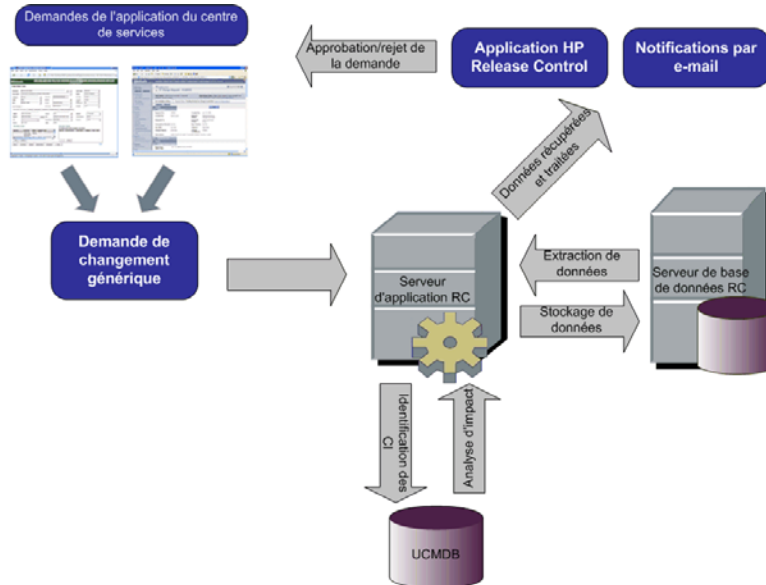 Demandes de l'application du centre
de services
Approbation/rejet de
la demande
Application HP
Release Control
Notifications par
e-mail
Données récupérées
et traitées
Demande de
changement
générique
Serveur
d'application RC
Extraction de
données
Stockage de
données
Serveur de base
de données RC
Identification des
CI
Analyse d'impact
UCMDB